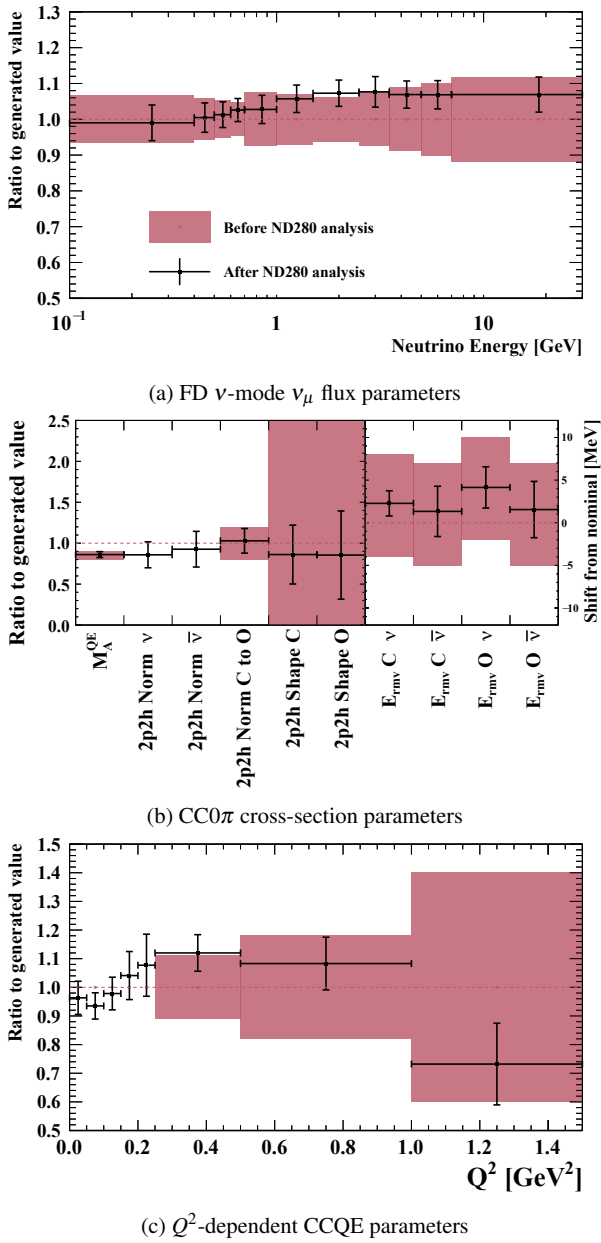 Ratio to generated value
1.3
1.2
1.1
1.0
0.9
0.8
0.7
0.6
0.5
Before ND280 analysis
After ND280 analysis
10⁻¹ 1 10
Neutrino Energy [GeV]
(a) FD ν-mode ν_μ flux parameters
Ratio to generated value
2.5
2.0
1.5
1.0
0.5
0.0
10
5
0
−5
−10
Shift from nominal [MeV]
M_A^QE
2p2h Norm ν
2p2h Norm ν̅
2p2h Norm C to O
2p2h Shape C
2p2h Shape O
E_rmv C ν
E_rmv C ν̅
E_rmv O ν
E_rmv O ν̅
(b) CC0π cross-section parameters
Ratio to generated value
1.5
1.4
1.3
1.2
1.1
1.0
0.9
0.8
0.7
0.6
0.5
0.0 0.2 0.4 0.6 0.8 1.0 1.2 1.4
Q² [GeV²]
(c) Q²-dependent CCQE parameters